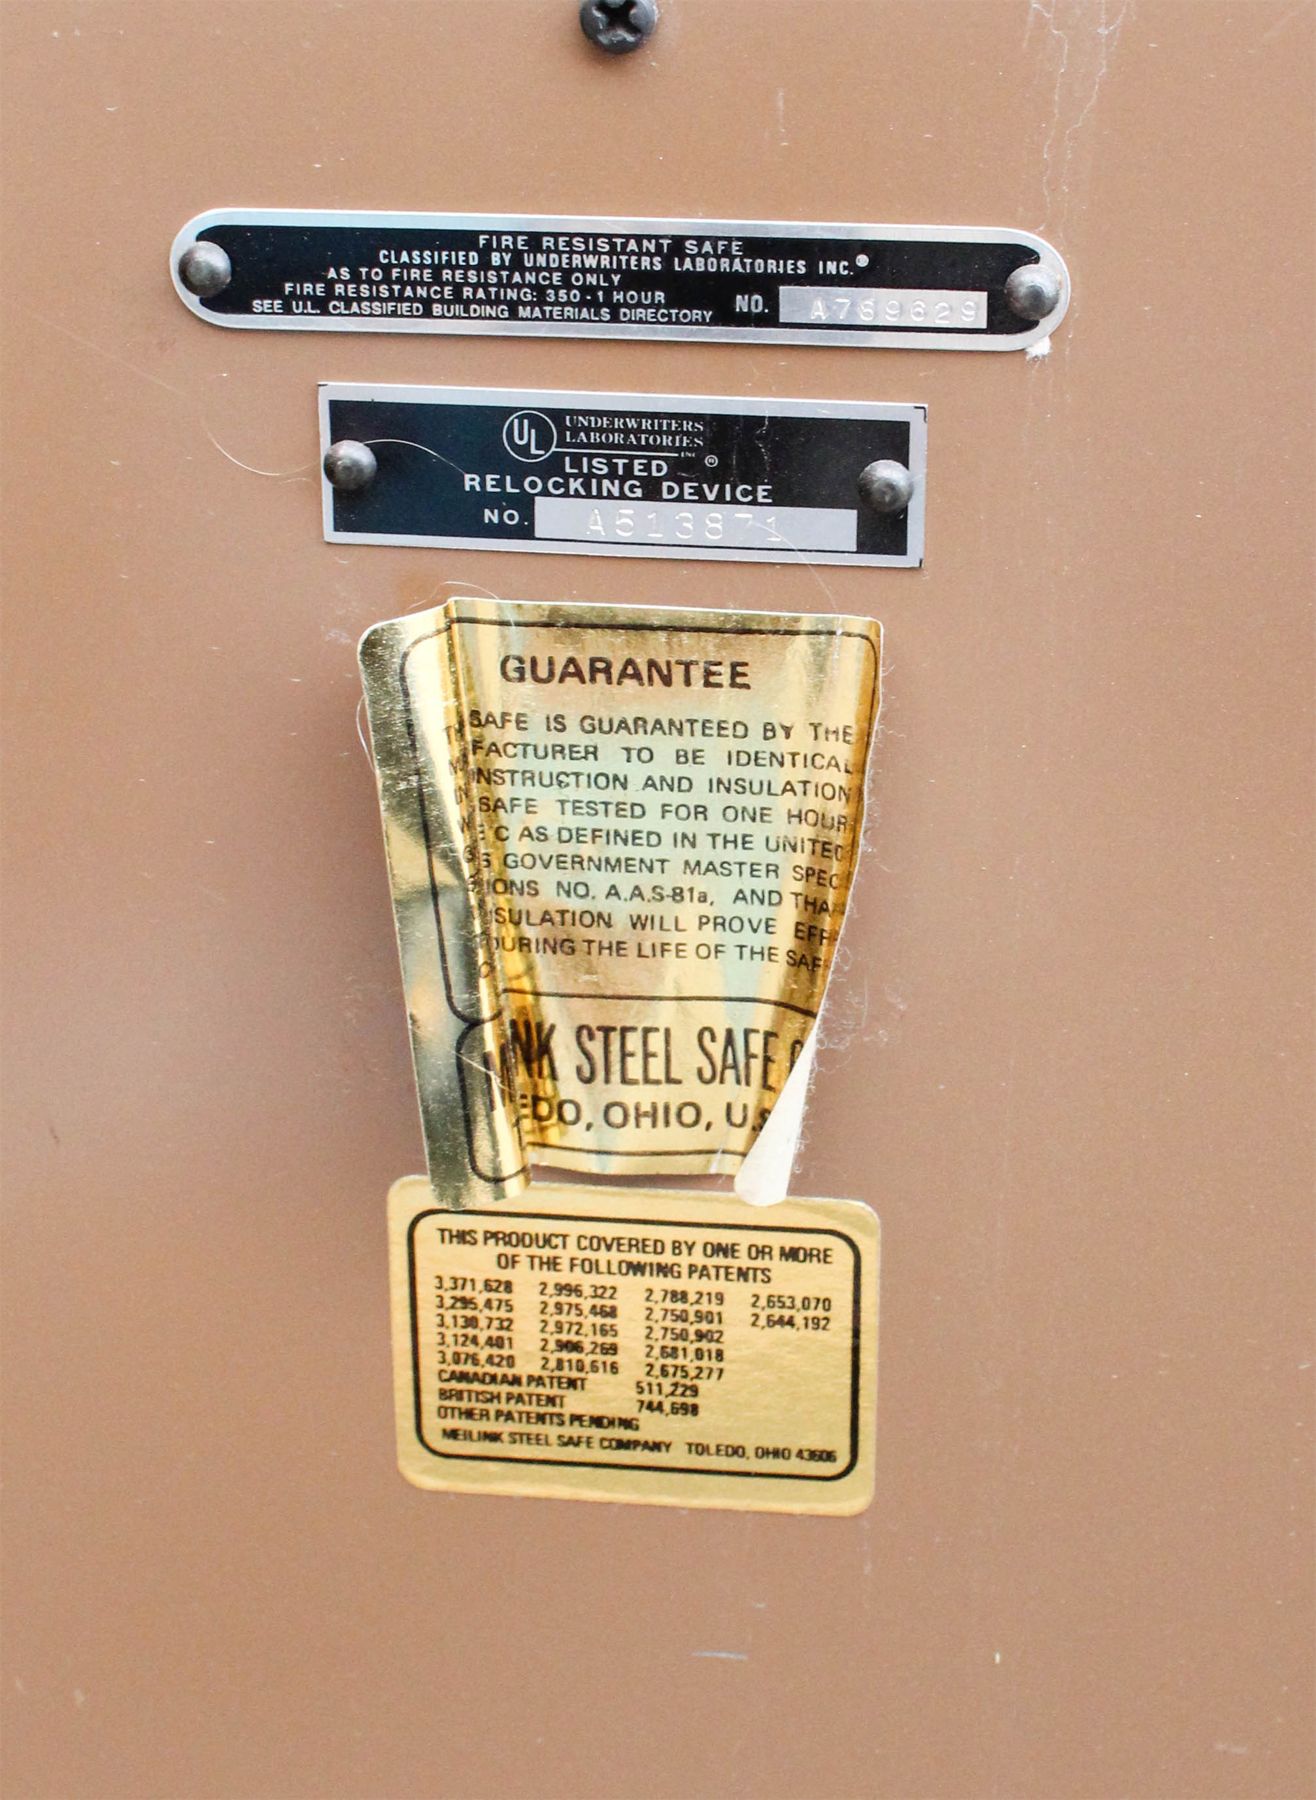 FIRE RESISTANT SAFE
CLASSIFIED BY UNDERWRITERS LABORATORIES INC.®
AS TO FIRE RESISTANCE ONLY
FIRE RESISTANCE RATING: 350 - 1 HOUR
SEE U.L. CLASSIFIED BUILDING MATERIALS DIRECTORY
NO. A789629
UL UNDERWRITERS
LABORATORIES
INC
LISTED ®
RELOCKING DEVICE
NO. A513871
GUARANTEE
SAFE IS GUARANTEED BY THE
FACTURER TO BE IDENTICAL
NSTRUCTION AND INSULATION
SAFE TESTED FOR ONE HOUR
C AS DEFINED IN THE UNITED
S GOVERNMENT MASTER SPEC
IONS NO. A.A.S-81a, AND THA
SULATION WILL PROVE EFF
DURING THE LIFE OF THE SAF
NK STEEL SAFE
EDO, OHIO, U.S
THIS PRODUCT COVERED BY ONE OR MORE
OF THE FOLLOWING PATENTS
3,371,628 2,996,322 2,788,219 2,653,070
3,295,475 2,975,468 2,750,901 2,644,192
3,130,732 2,972,165 2,750,902
3,124,401 2,906,269 2,681,018
3,076,420 2,810,616 2,675,277
CANADIAN PATENT 511,229
BRITISH PATENT 744,698
OTHER PATENTS PENDING
MEILINK STEEL SAFE COMPANY TOLEDO, OHIO 43606